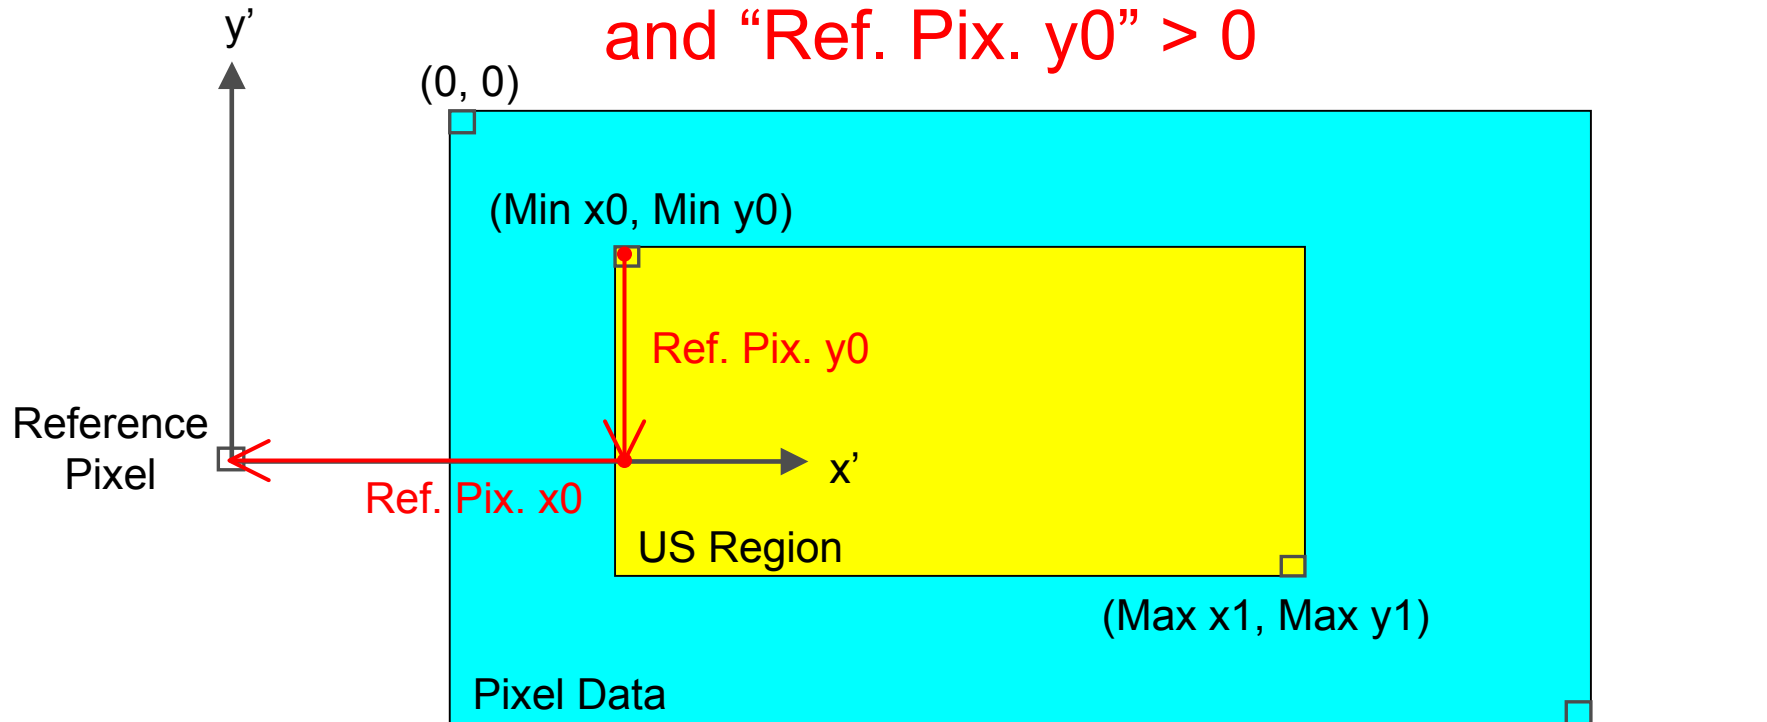 and “Ref. Pix. y0” > 0
y’
(0, 0)
(Min x0, Min y0)
Ref. Pix. y0
Reference
Pixel
x’
Ref. Pix. x0
US Region
(Max x1, Max y1)
Pixel Data